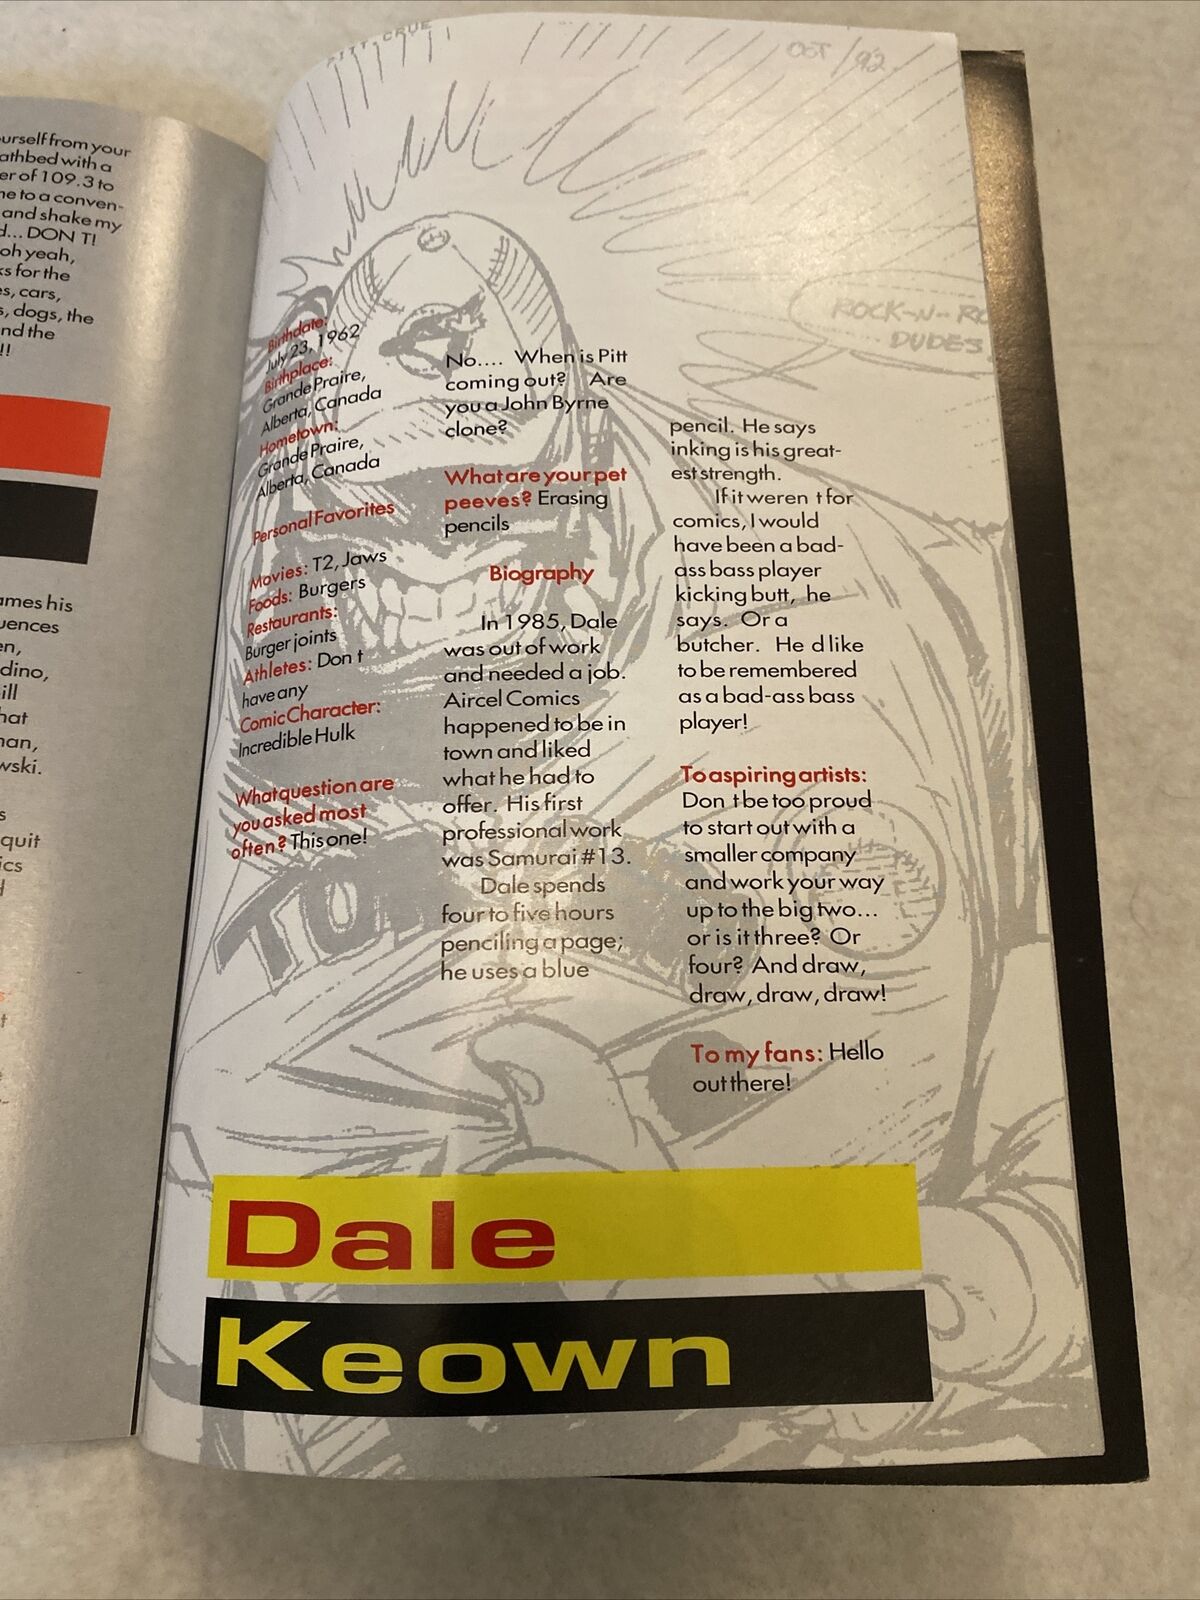 urself from your
athbed with a
er of 109.3 to
me to a conven-
and shake my
d... DON T!
oh yeah,
ks for the
es, cars,
s, dogs, the
nd the
!!
ames his
uences
en,
dino,
ill
hat
nan,
wski.
s
quit
ics
d
s:
t
e
PITT-CRUE
OCT / 92
ROCK-N-RO
DUDES
Birthdate:
July 23, 1962
Birthplace:
Grande Praire,
Alberta, Canada
Hometown:
Grande Praire,
Alberta, Canada
Personal Favorites
Movies: T2, Jaws
Foods: Burgers
Restaurants:
Burger joints
Athletes: Don t
have any
Comic Character:
Incredible Hulk
What question are
you asked most
often? This one!
No.... When is Pitt
coming out? Are
you a John Byrne
clone?
What are your pet
peeves? Erasing
pencils
Biography
In 1985, Dale
was out of work
and needed a job.
Aircel Comics
happened to be in
town and liked
what he had to
offer. His first
professional work
was Samurai #13.
Dale spends
four to five hours
penciling a page;
he uses a blue
pencil. He says
inking is his great-
est strength.
If it weren t for
comics, I would
have been a bad-
ass bass player
kicking butt, he
says. Or a
butcher. He d like
to be remembered
as a bad-ass bass
player!
To aspiring artists:
Don t be too proud
to start out with a
smaller company
and work your way
up to the big two...
or is it three? Or
four? And draw,
draw, draw, draw!
To my fans: Hello
out there!
Dale
Keown